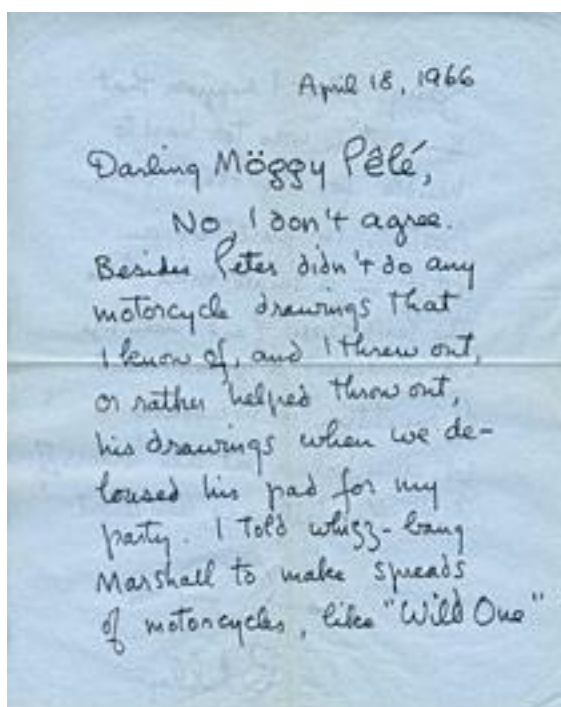 April 18, 1966
Darling Möggy Pêlé,
No, I don't agree.
Besides Peter didn't do any
motorcycle drawings that
I know of, and I threw out,
or rather helped throw out,
his drawings when we de-
loused his pad for my
party. I told whizz-bang
Marshall to make spreads
of motorcycles, like "Wild One"